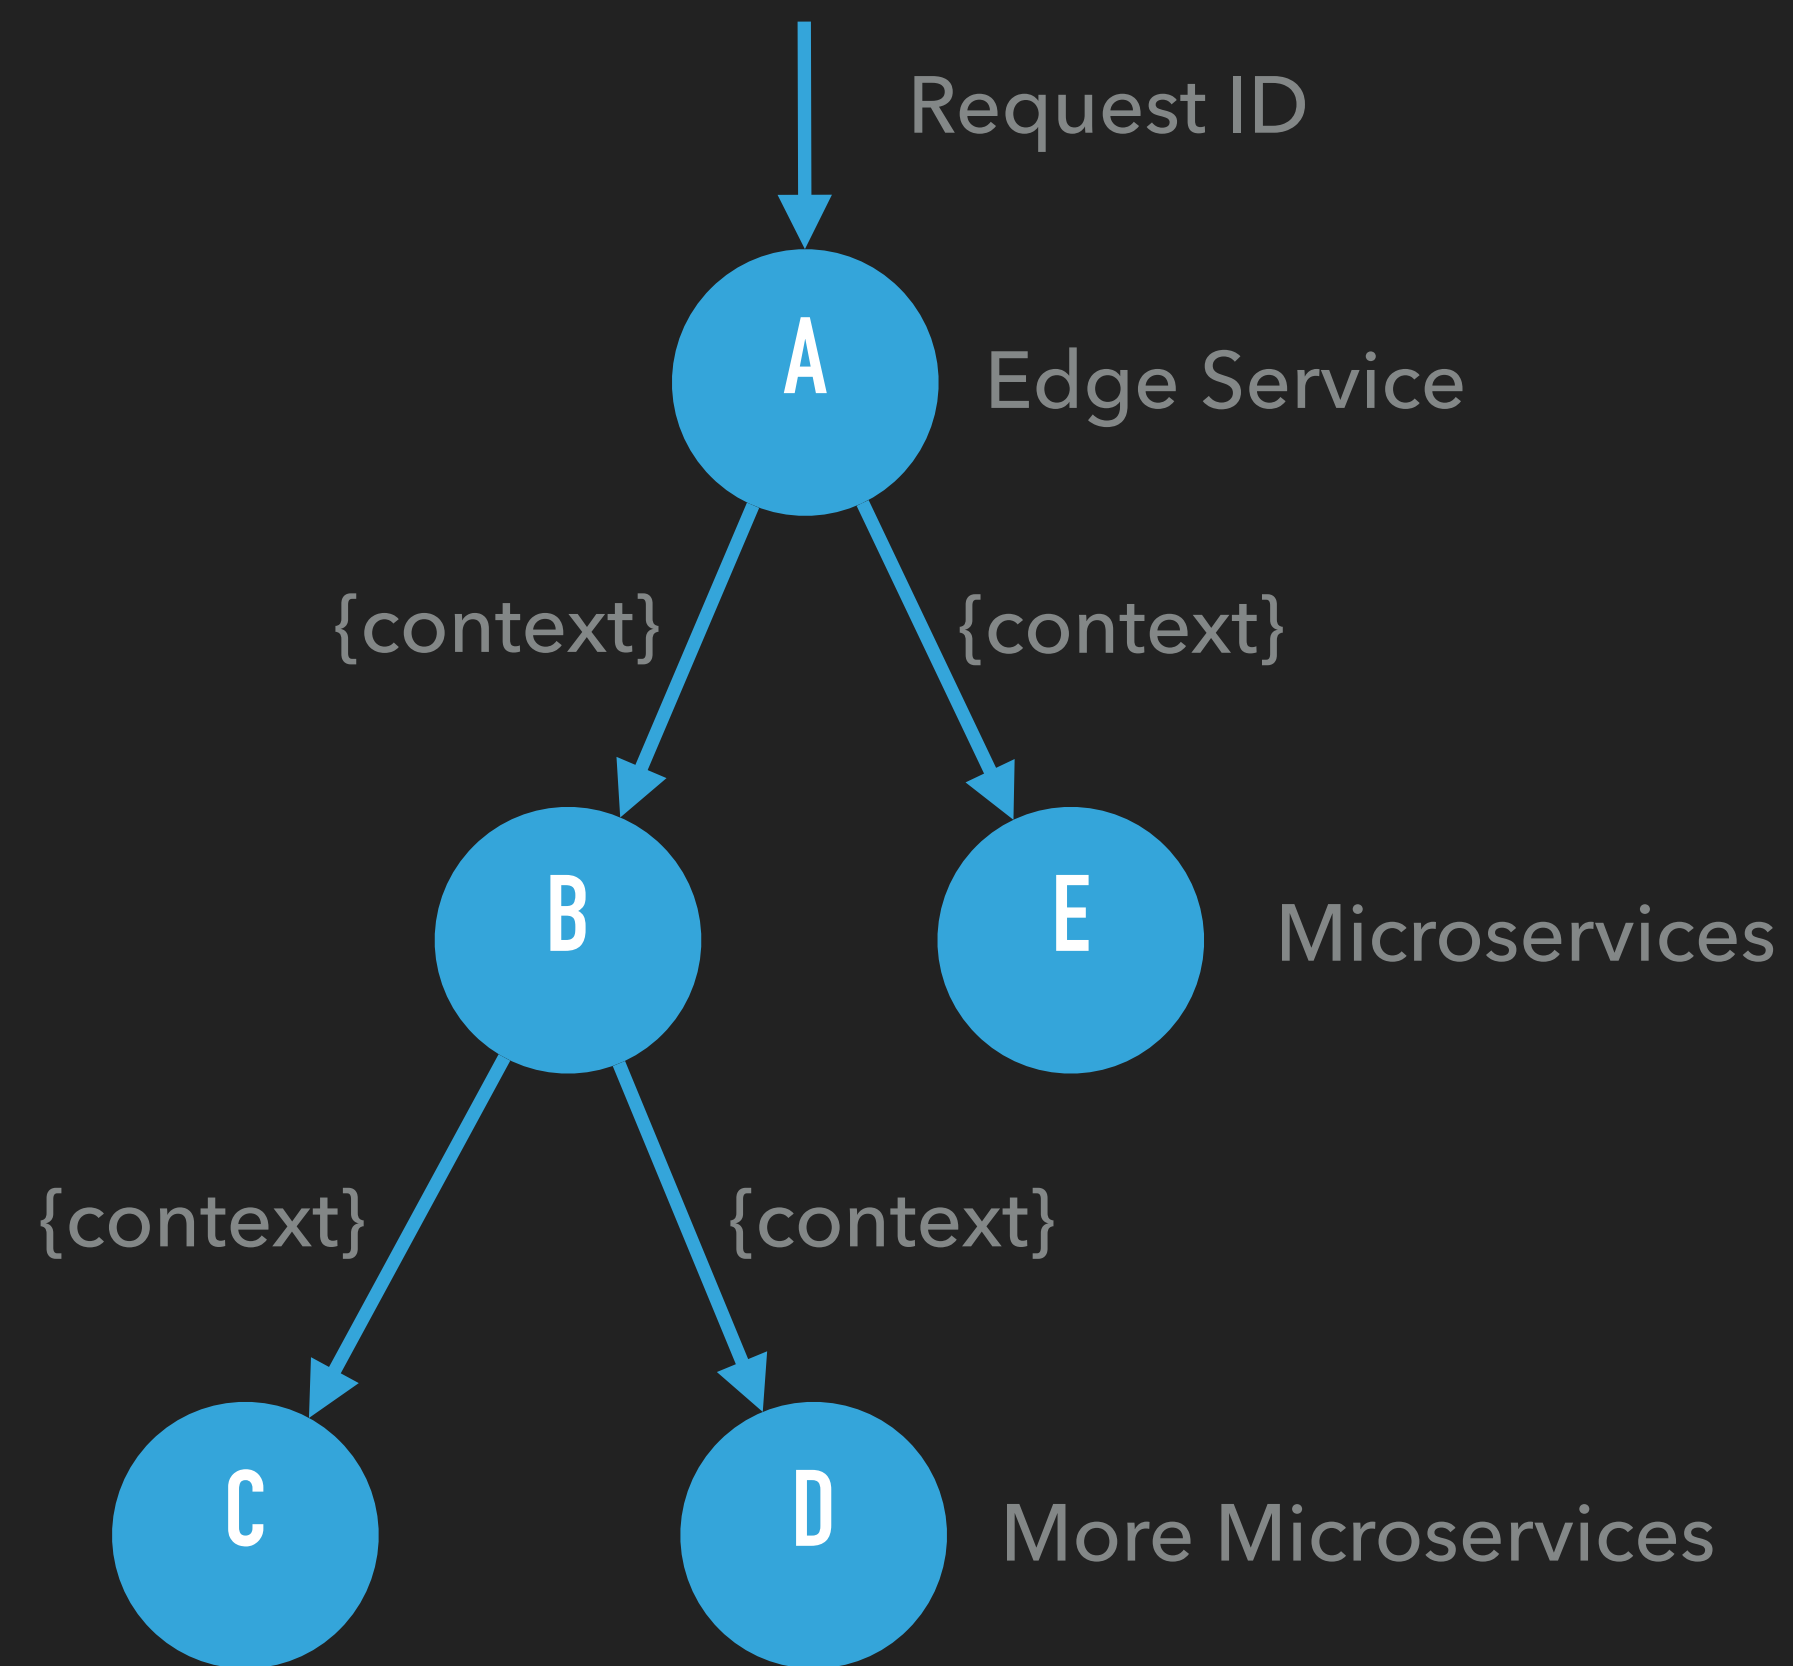 Request ID
A
Edge Service
{context}
{context}
B
E
Microservices
{context}
{context}
C
D
More Microservices